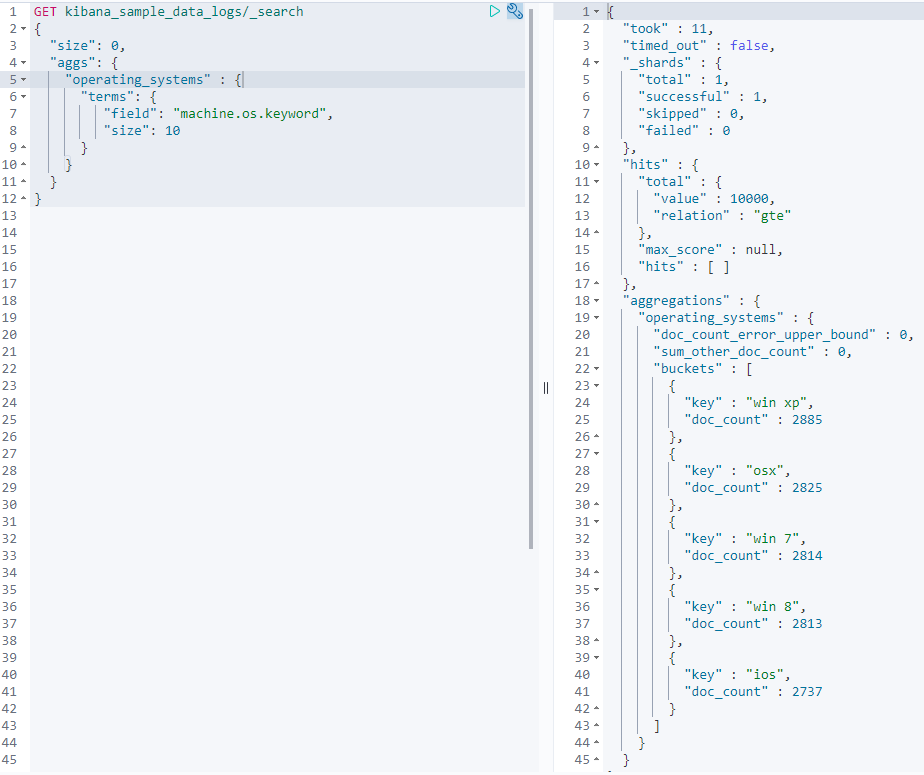 1 GET kibana_sample_data_logs/_search
2 {
3 "size": 0,
4 "aggs": {
5 "operating_systems" : {
6 "terms": {
7 "field": "machine.os.keyword",
8 "size": 10
9 }
10 }
11 }
12 }
13
14
15
16
17
18
19
20
21
22
23
24
25
26
27
28
29
30
31
32
33
34
35
36
37
38
39
40
41
42
43
44
45
1 {
2 "took" : 11,
3 "timed_out" : false,
4 "_shards" : {
5 "total" : 1,
6 "successful" : 1,
7 "skipped" : 0,
8 "failed" : 0
9 },
10 "hits" : {
11 "total" : {
12 "value" : 10000,
13 "relation" : "gte"
14 },
15 "max_score" : null,
16 "hits" : [ ]
17 },
18 "aggregations" : {
19 "operating_systems" : {
20 "doc_count_error_upper_bound" : 0,
21 "sum_other_doc_count" : 0,
22 "buckets" : [
23 {
24 "key" : "win xp",
25 "doc_count" : 2885
26 },
27 {
28 "key" : "osx",
29 "doc_count" : 2825
30 },
31 {
32 "key" : "win 7",
33 "doc_count" : 2814
34 },
35 {
36 "key" : "win 8",
37 "doc_count" : 2813
38 },
39 {
40 "key" : "ios",
41 "doc_count" : 2737
42 }
43 ]
44 }
45 }